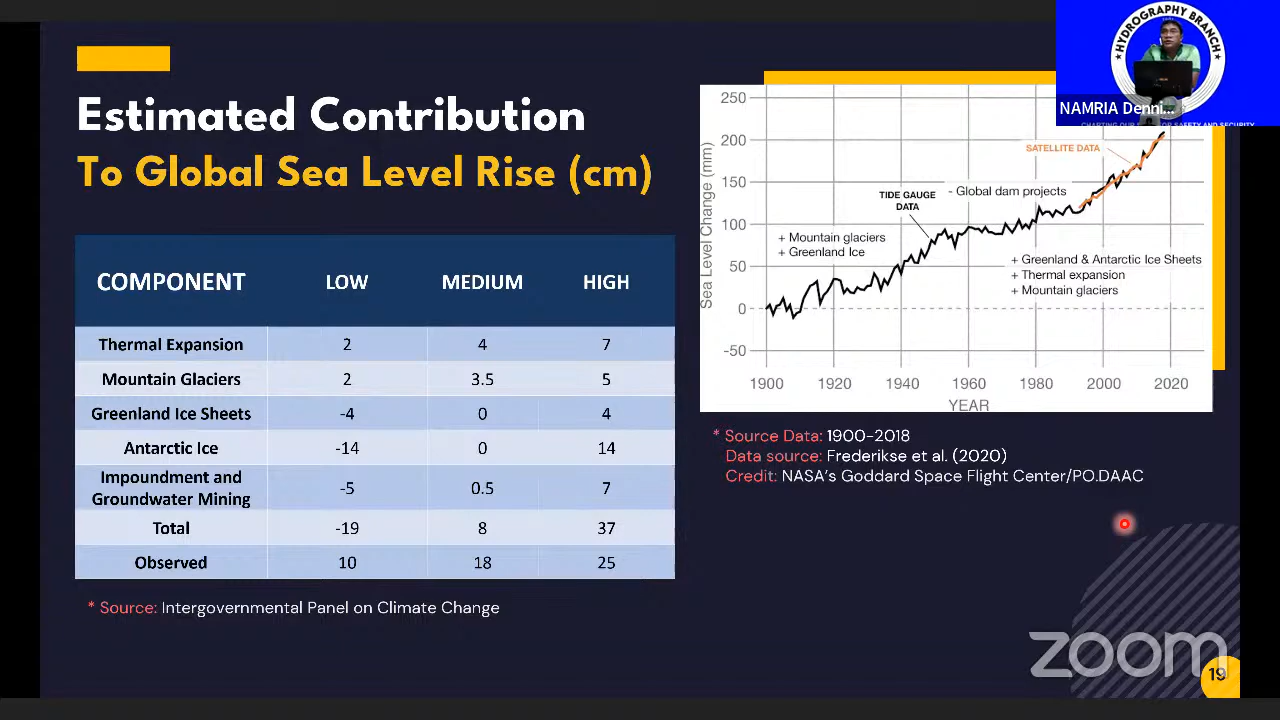 Estimated Contribution
To Global Sea Level Rise (cm)
COMPONENT LOW MEDIUM HIGH
Thermal Expansion 2 4 7
Mountain Glaciers 2 3.5 5
Greenland Ice Sheets -4 0 4
Antarctic Ice -14 0 14
Impoundment and
Groundwater Mining -5 0.5 7
Total -19 8 37
Observed 10 18 25
* Source: Intergovernmental Panel on Climate Change
HYDROGRAPHY BRANCH
NAMRIA Denni...
SAFETY AND SECURITY
250
200
150
100
50
0
-50
Sea Level Change (mm)
SATELLITE DATA
TIDE GAUGE
DATA
- Global dam projects
+ Mountain glaciers
+ Greenland Ice
+ Greenland & Antarctic Ice Sheets
+ Thermal expansion
+ Mountain glaciers
1900 1920 1940 1960 1980 2000 2020
YEAR
* Source Data: 1900-2018
Data source: Frederikse et al. (2020)
Credit: NASA's Goddard Space Flight Center/PO.DAAC
zoom
19